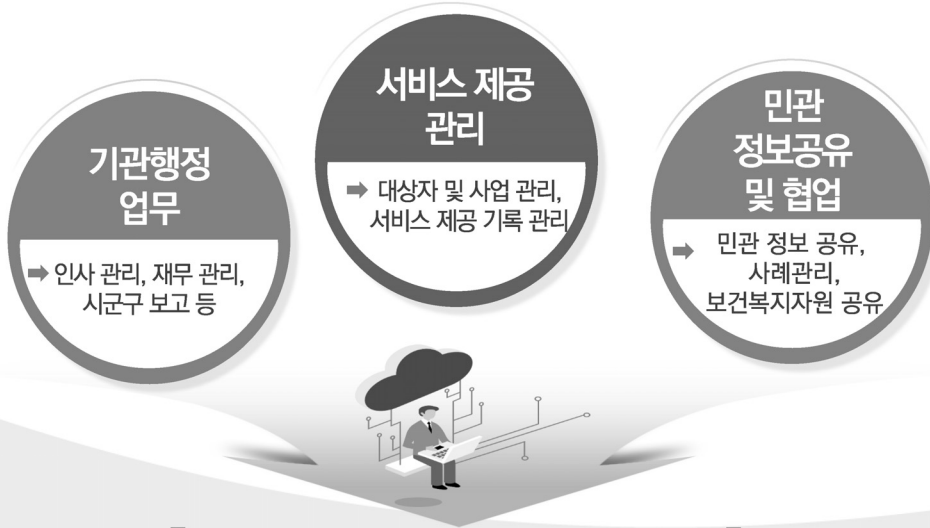 기관행정
업무
➡ 인사 관리, 재무 관리,
시군구 보고 등
서비스 제공
관리
➡ 대상자 및 사업 관리,
서비스 제공 기록 관리
민관
정보공유
및 협업
➡ 민관 정보 공유,
사례관리,
보건복지자원 공유